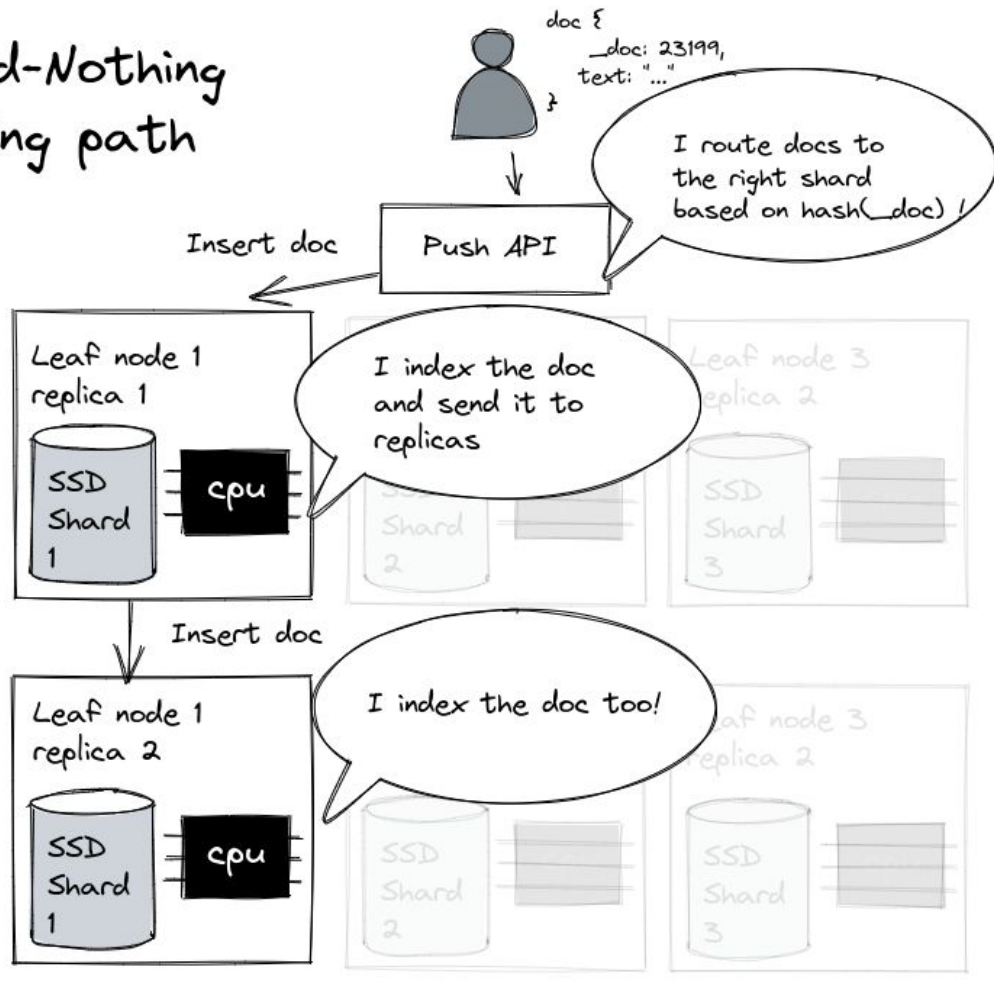 d-Nothing
ng path
doc {
_doc: 23199,
text: "..."
}
I route docs to
the right shard
based on hash(_doc) !
Push API
Insert doc
Leaf node 1
replica 1
SSD
Shard
1
cpu
I index the doc
and send it to
replicas
SSD
Shard
2
Leaf node 3
eplica 2
SSD
Shard
3
Insert doc
Leaf node 1
replica 2
SSD
Shard
1
cpu
I index the doc too!
SSD
Shard
2
af node 3
eplica 2
SSD
Shard
3